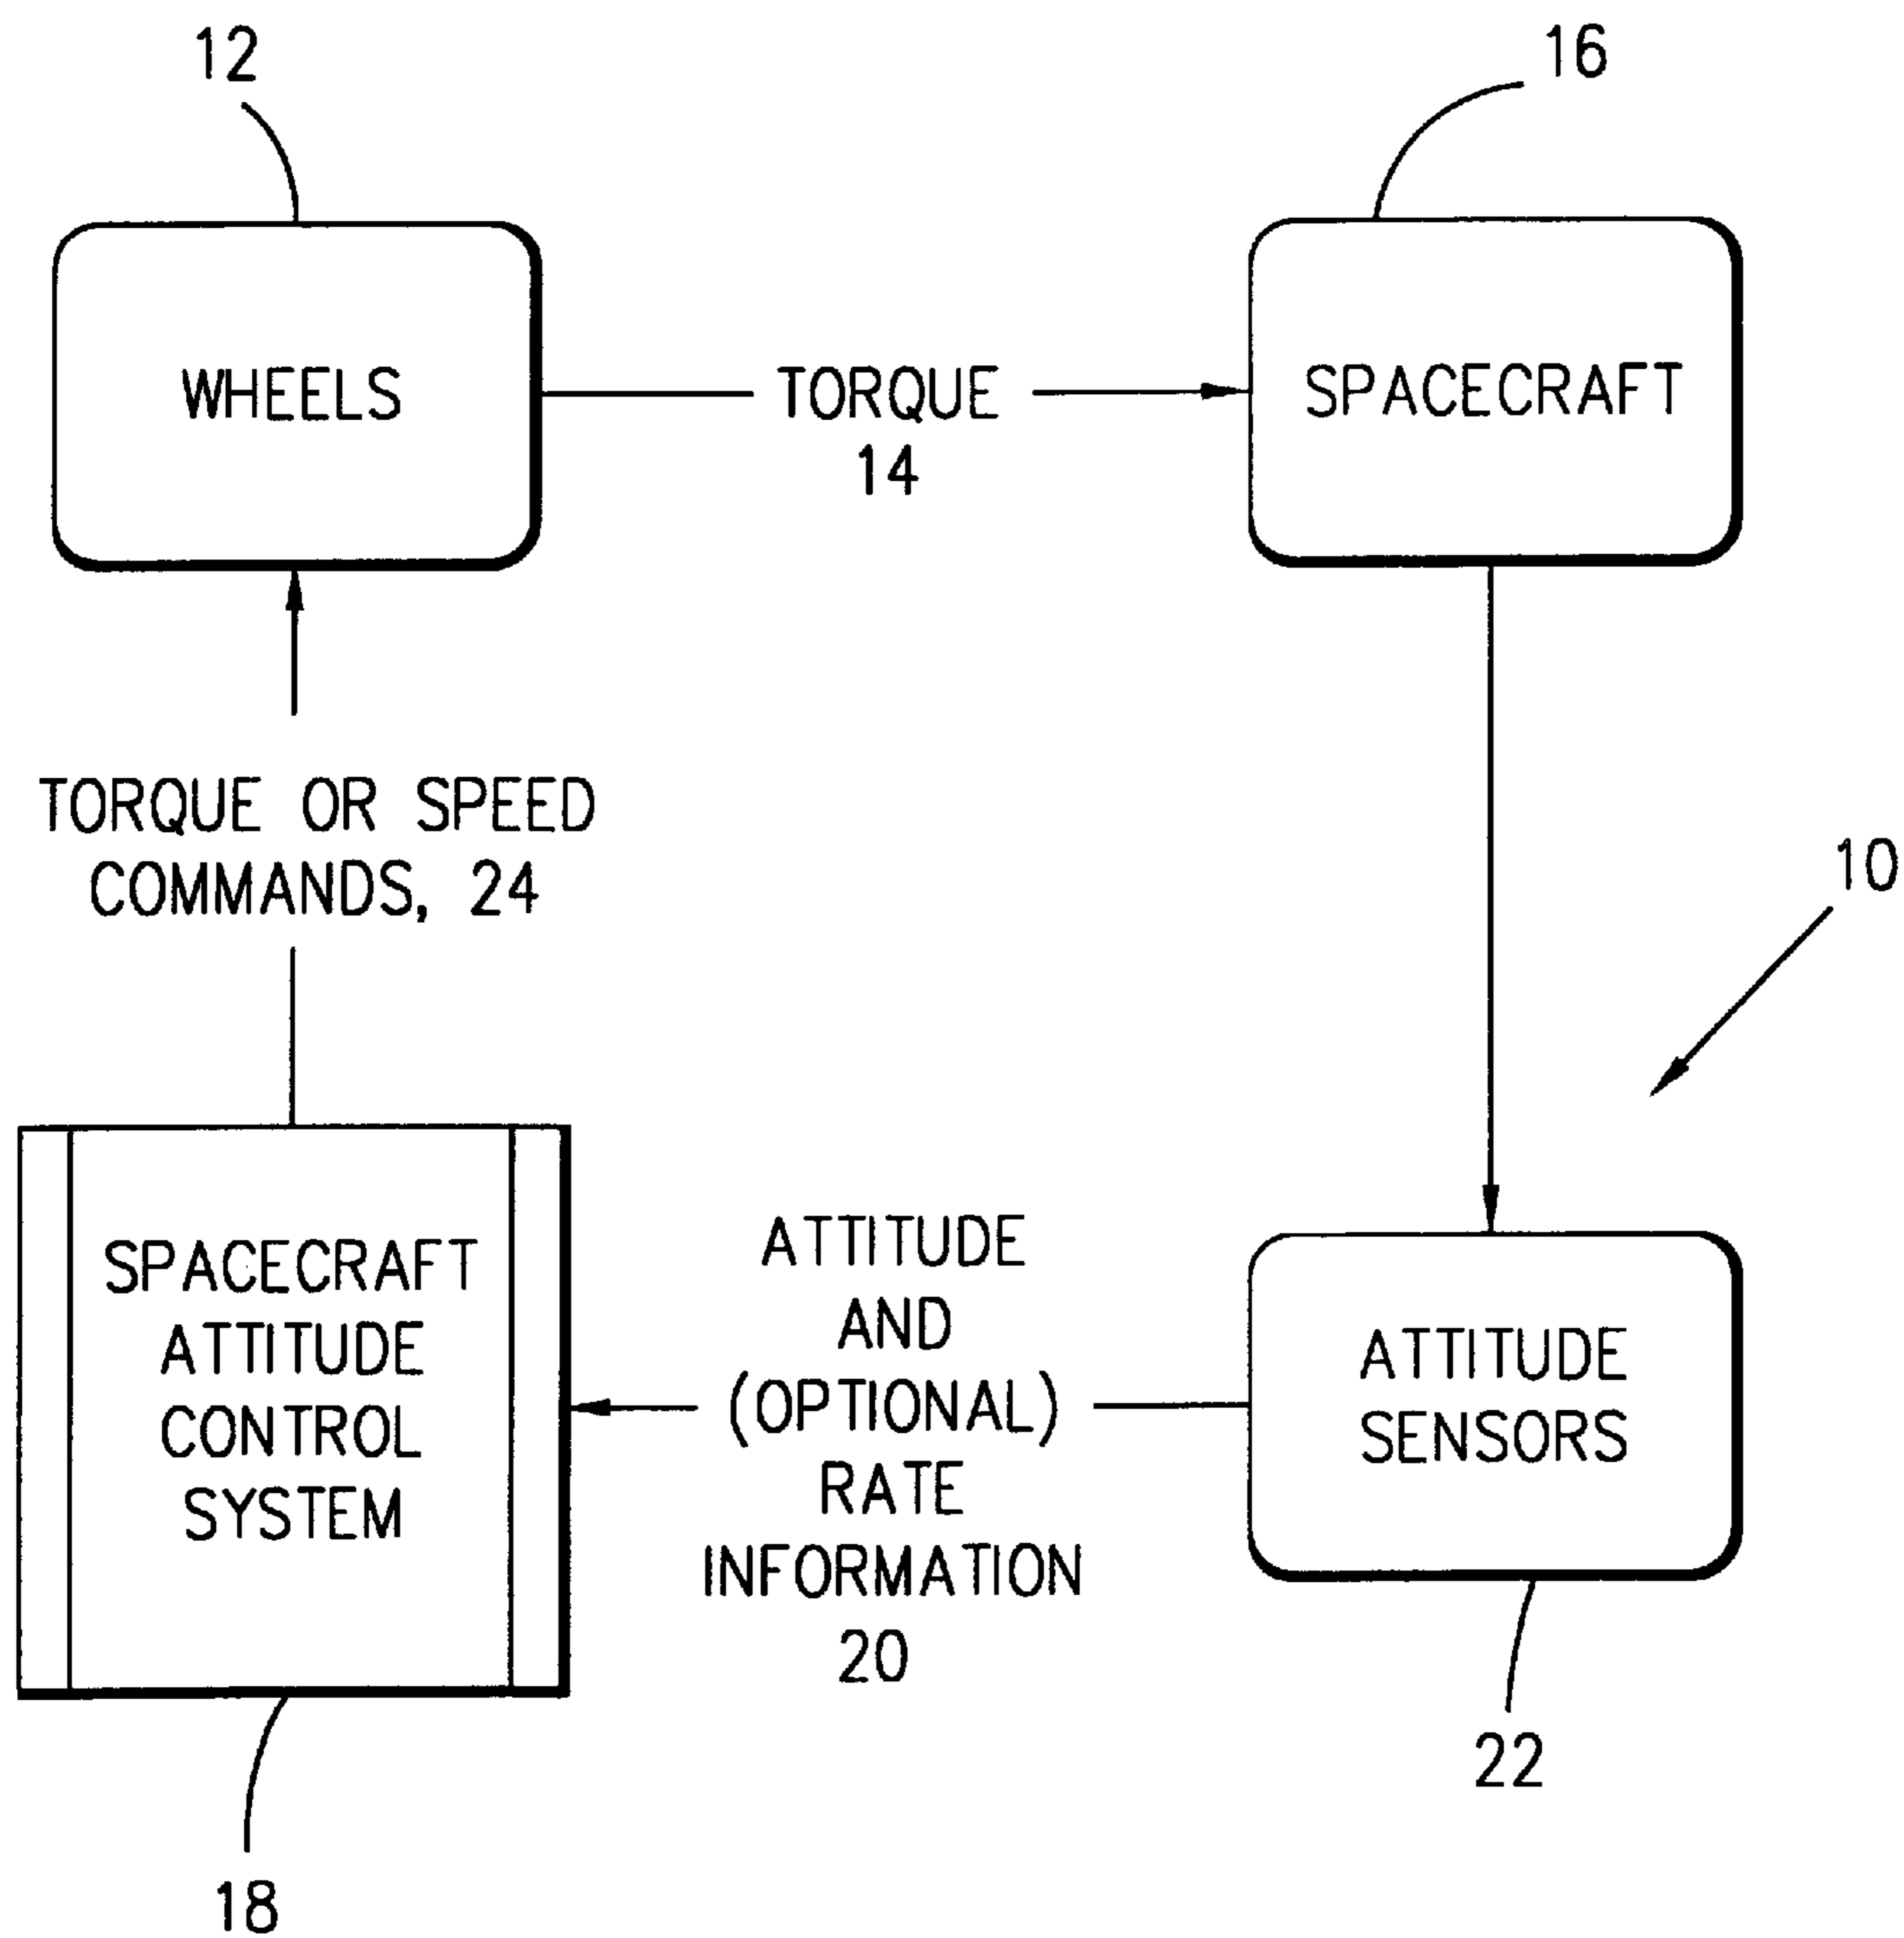 12
16
WHEELS
TORQUE
14
SPACECRAFT
TORQUE OR SPEED
COMMANDS, 24
10
SPACECRAFT
ATTITUDE
CONTROL
SYSTEM
ATTITUDE
AND
(OPTIONAL)
RATE
INFORMATION
20
ATTITUDE
SENSORS
22
18